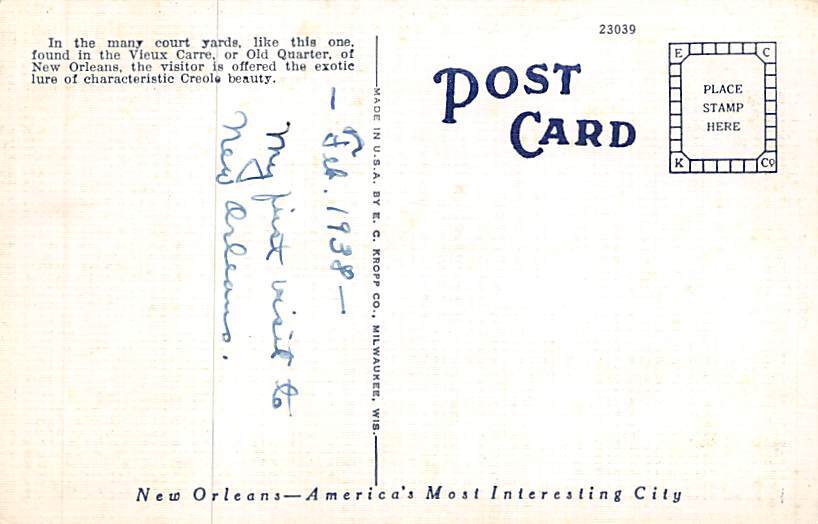 In the many court yards, like this one,
found in the Vieux Carre, or Old Quarter, of
New Orleans, the visitor is offered the exotic
lure of characteristic Creole beauty.
— Feb. 1938 —
My first visit to
New Orleans.
MADE IN U.S.A. BY E. C. KROPP CO., MILWAUKEE, WIS.
23039
POST
CARD
E C
PLACE
STAMP
HERE
K Co
New Orleans—America's Most Interesting City